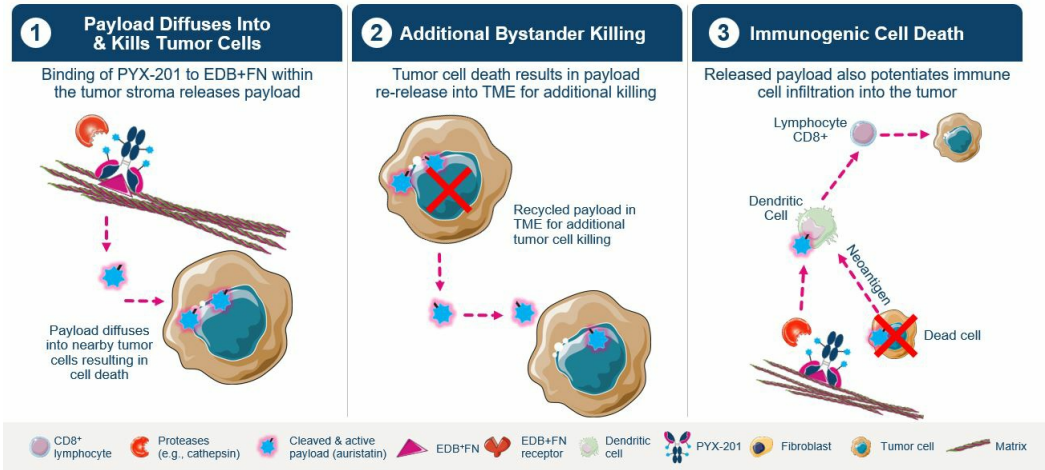 1
Payload Diffuses Into
& Kills Tumor Cells
Binding of PYX-201 to EDB+FN within
the tumor stroma releases payload
Payload diffuses
into nearby tumor
cells resulting in
cell death
2
Additional Bystander Killing
Tumor cell death results in payload
re-release into TME for additional killing
Recycled payload in
TME for additional
tumor cell killing
3
Immunogenic Cell Death
Released payload also potentiates immune
cell infiltration into the tumor
Lymphocyte
CD8+
Dendritic
Cell
Neoantigen
Dead cell
CD8⁺
lymphocyte
Proteases
(e.g., cathepsin)
Cleaved & active
payload (auristatin)
EDB⁺FN
EDB+FN
receptor
Dendritic
cell
PYX-201
Fibroblast
Tumor cell
Matrix